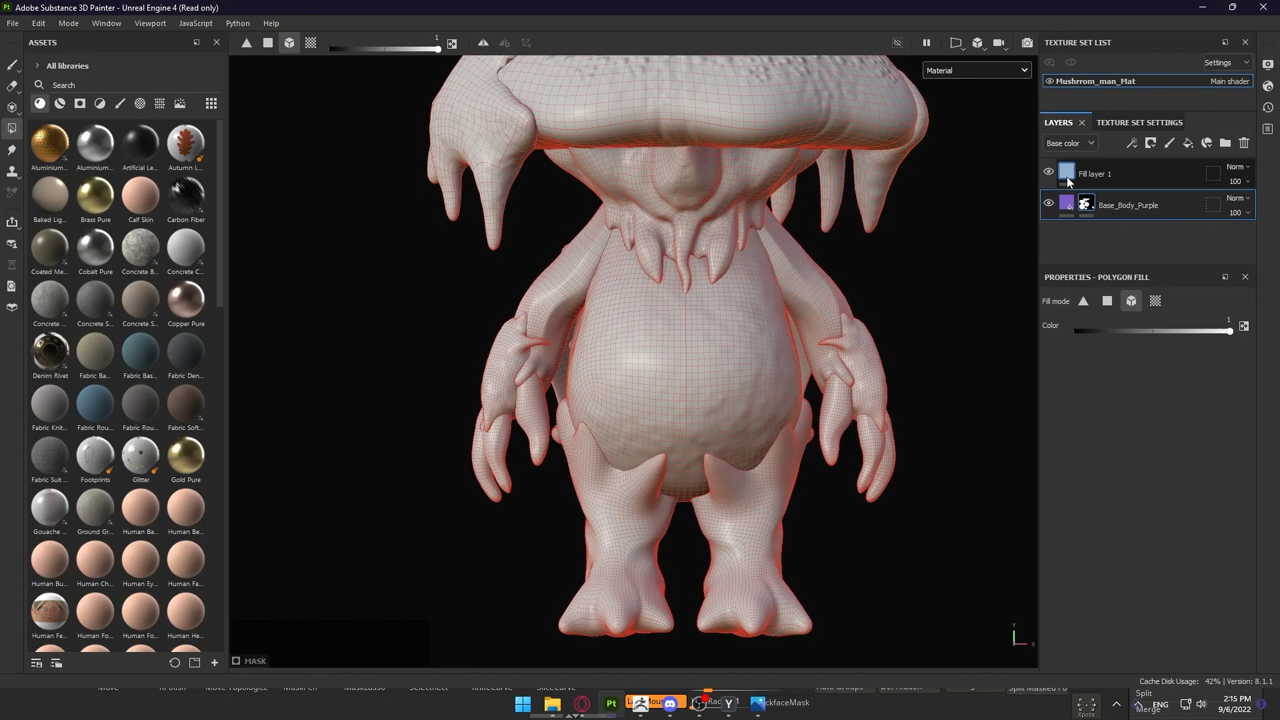 Adobe Substance 3D Painter - Unreal Engine 4 (Read only)
File Edit Mode Window Viewport JavaScript Python Help
ASSETS
All libraries
Search
Aluminium...
Aluminium...
Artificial Le...
Autumn L...
Baked Lig...
Brass Pure
Calf Skin
Carbon Fiber
Coated Me...
Cobalt Pure
Concrete B...
Concrete C...
Concrete ...
Concrete S...
Concrete S...
Copper Pure
Denim Rivet
Fabric Ba...
Fabric Bas...
Fabric Den...
Fabric Knit...
Fabric Rou...
Fabric Rou...
Fabric Soft...
Fabric Suit ...
Footprints
Glitter
Gold Pure
Gouache ...
Ground Gr...
Human Ba...
Human Be...
Human Bu...
Human Ch...
Human Ey...
Human Fa...
Human Fe...
Human Fo...
Human Fo...
Human He...
1
Material
MASK
Y
X
TEXTURE SET LIST
Settings
Mushrrom_man_Mat
Main shader
LAYERS
TEXTURE SET SETTINGS
Base color
Fill layer 1
Norm
100
Base_Body_Purple
Norm
100
PROPERTIES - POLYGON FILL
Fill mode
Color
1
Cache Disk Usage: 42% | Version: 8.1.1
ckfaceMask
Xpose
Split
Merge
ENG
2:15 PM
9/6/2022